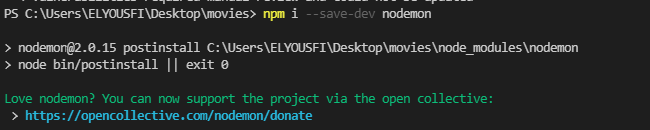 PS C:\Users\ELYOUSFI\Desktop\movies> npm i --save-dev nodemon
> nodemon@2.0.15 postinstall C:\Users\ELYOUSFI\Desktop\movies\node_modules\nodemon
> node bin/postinstall || exit 0
Love nodemon? You can now support the project via the open collective:
> https://opencollective.com/nodemon/donate